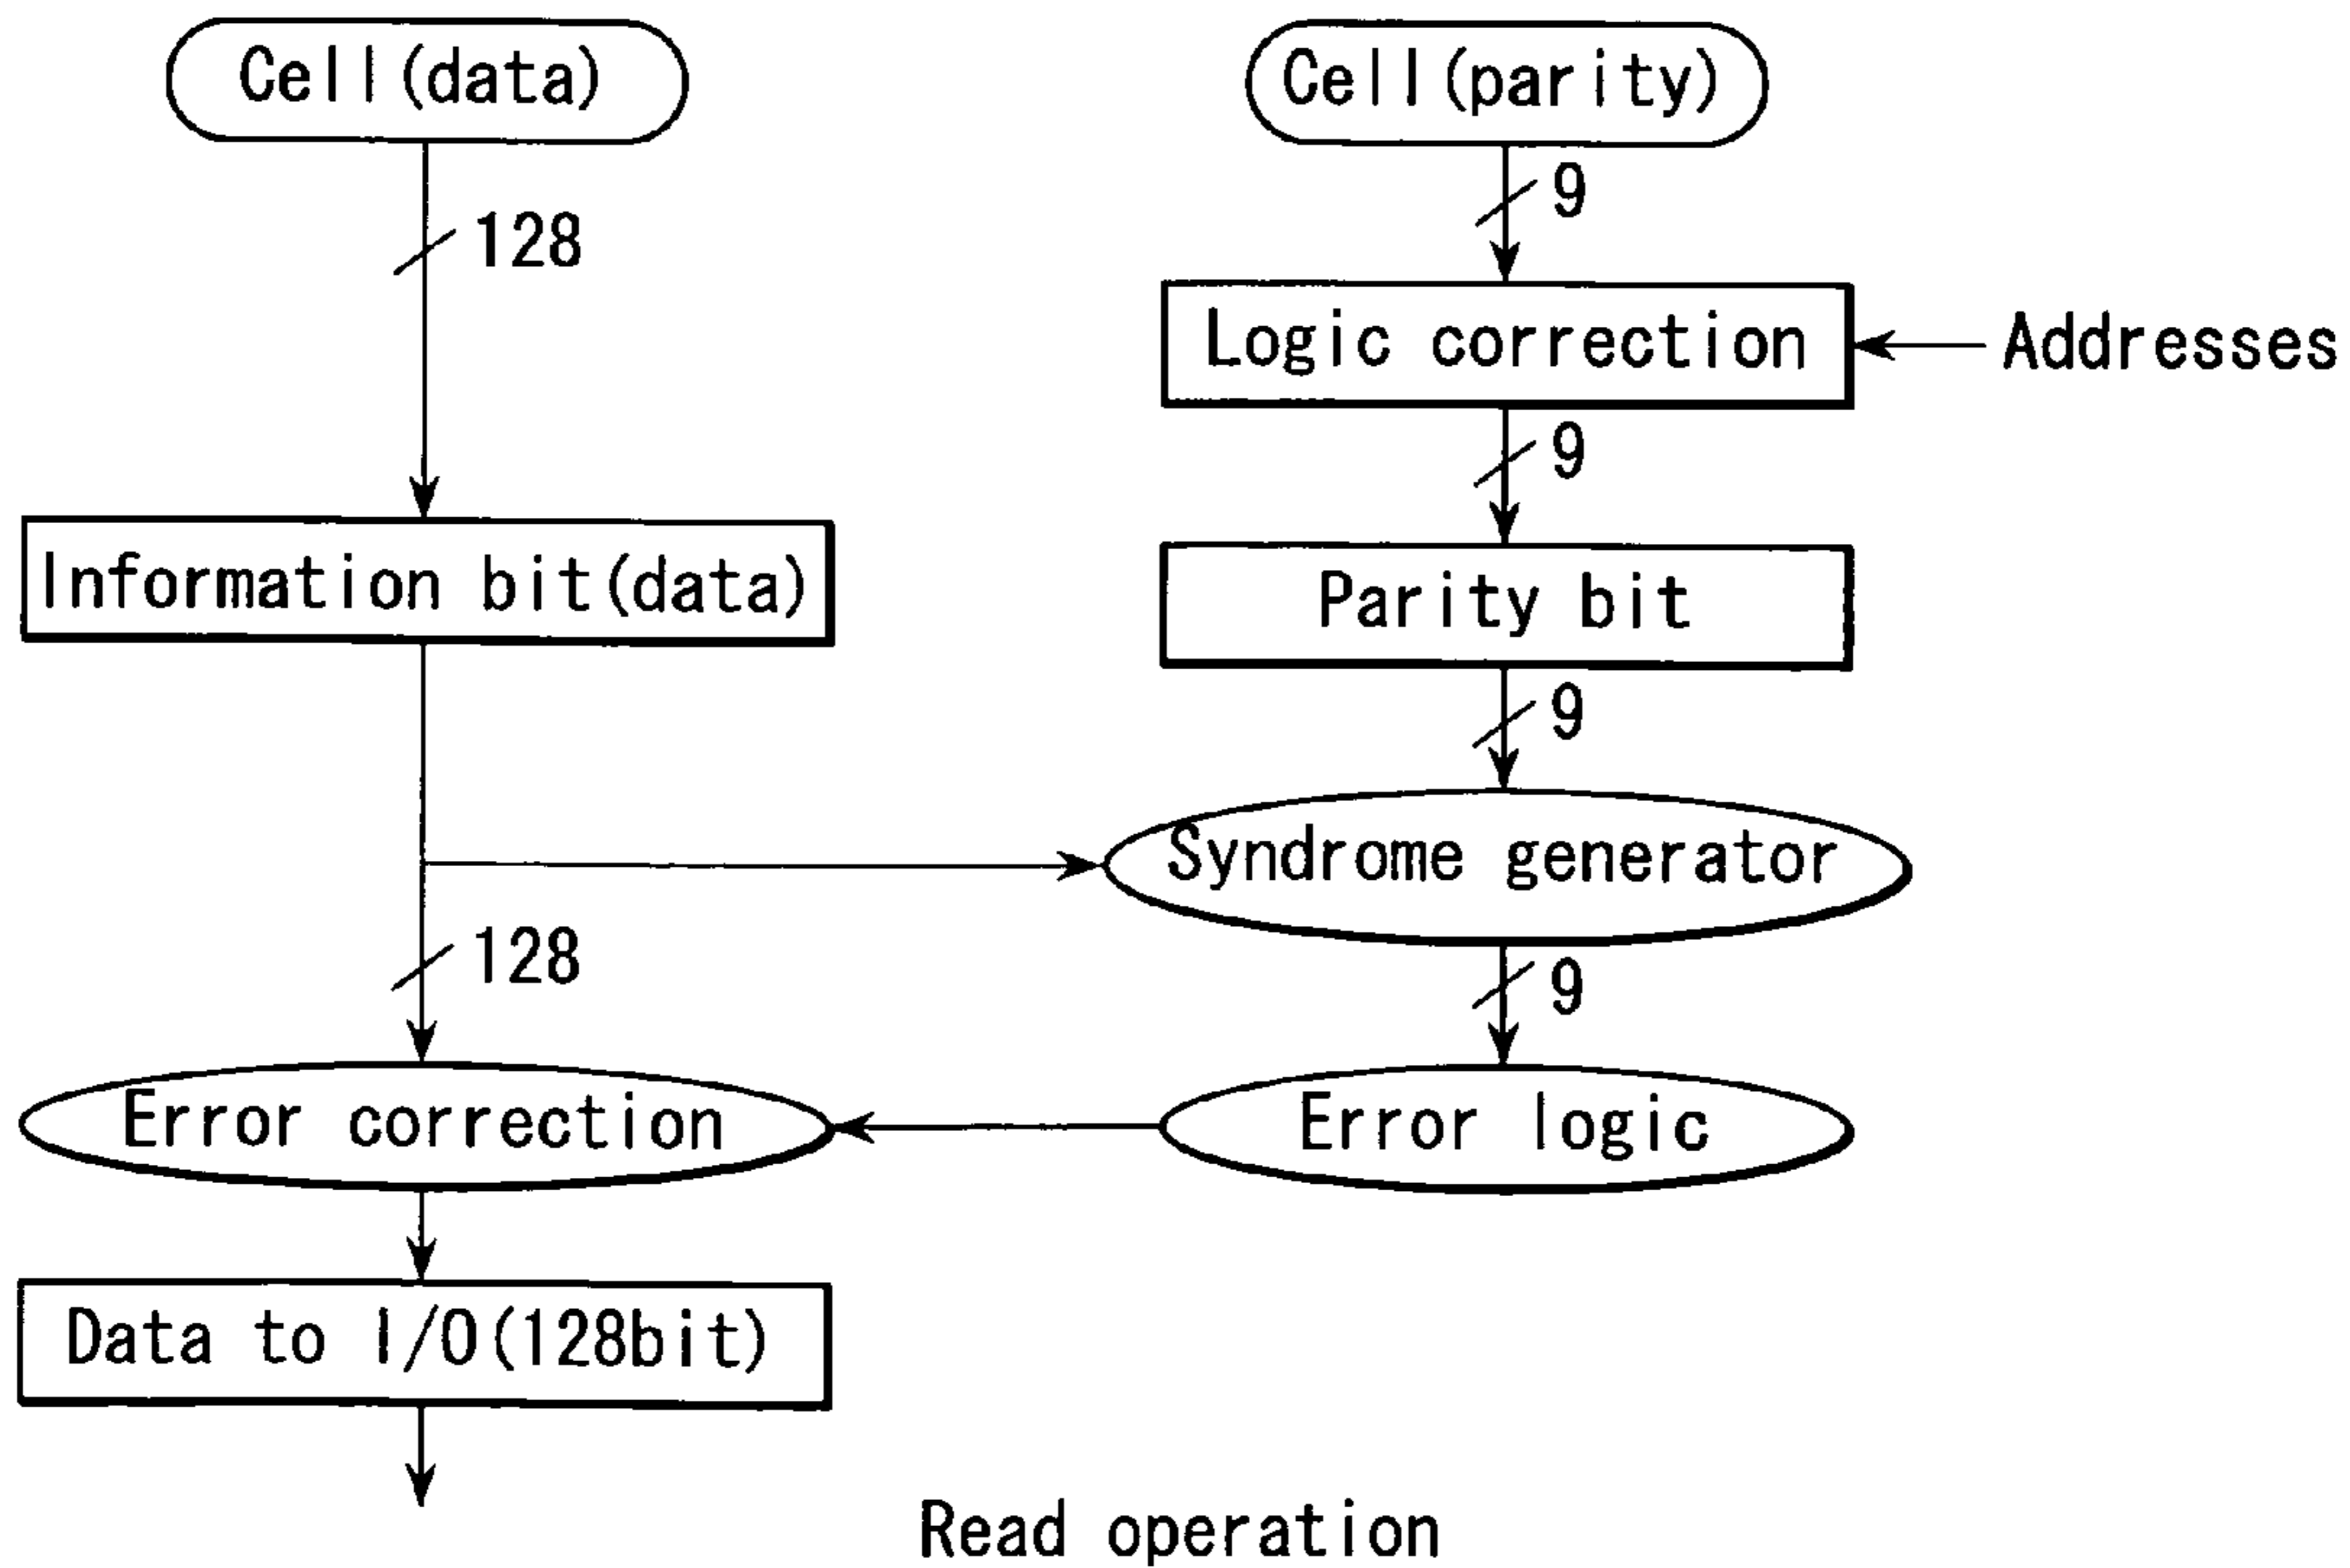 Cell(data)
Cell(parity)
9
128
Logic correction
Addresses
9
Information bit(data)
Parity bit
9
Syndrome generator
128
9
Error correction
Error logic
Data to I/O(128bit)
Read operation